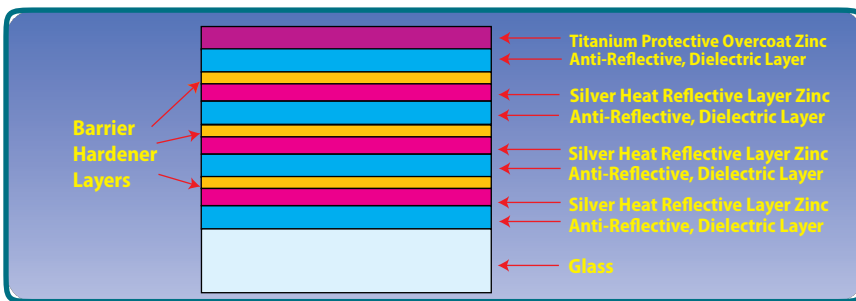 Barrier
Hardener
Layers
Titanium Protective Overcoat Zinc
Anti-Reflective, Dielectric Layer
Silver Heat Reflective Layer Zinc
Anti-Reflective, Dielectric Layer
Silver Heat Reflective Layer Zinc
Anti-Reflective, Dielectric Layer
Silver Heat Reflective Layer Zinc
Anti-Reflective, Dielectric Layer
Glass